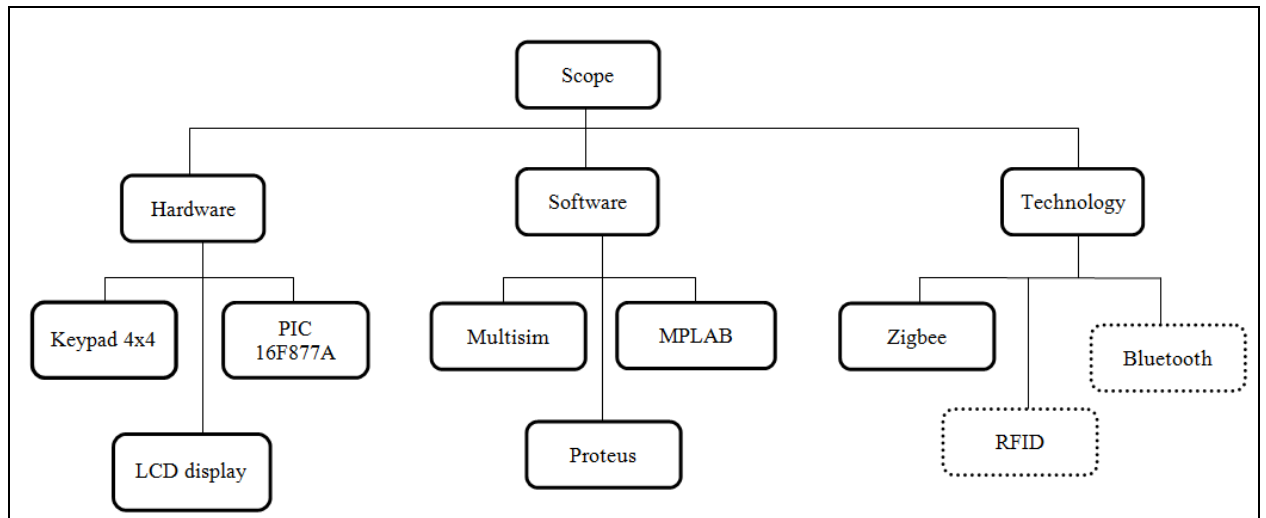 Scope
Hardware
Software
Technology
Keypad 4x4
PIC
16F877A
LCD display
Multisim
MPLAB
Proteus
Zigbee
Bluetooth
RFID